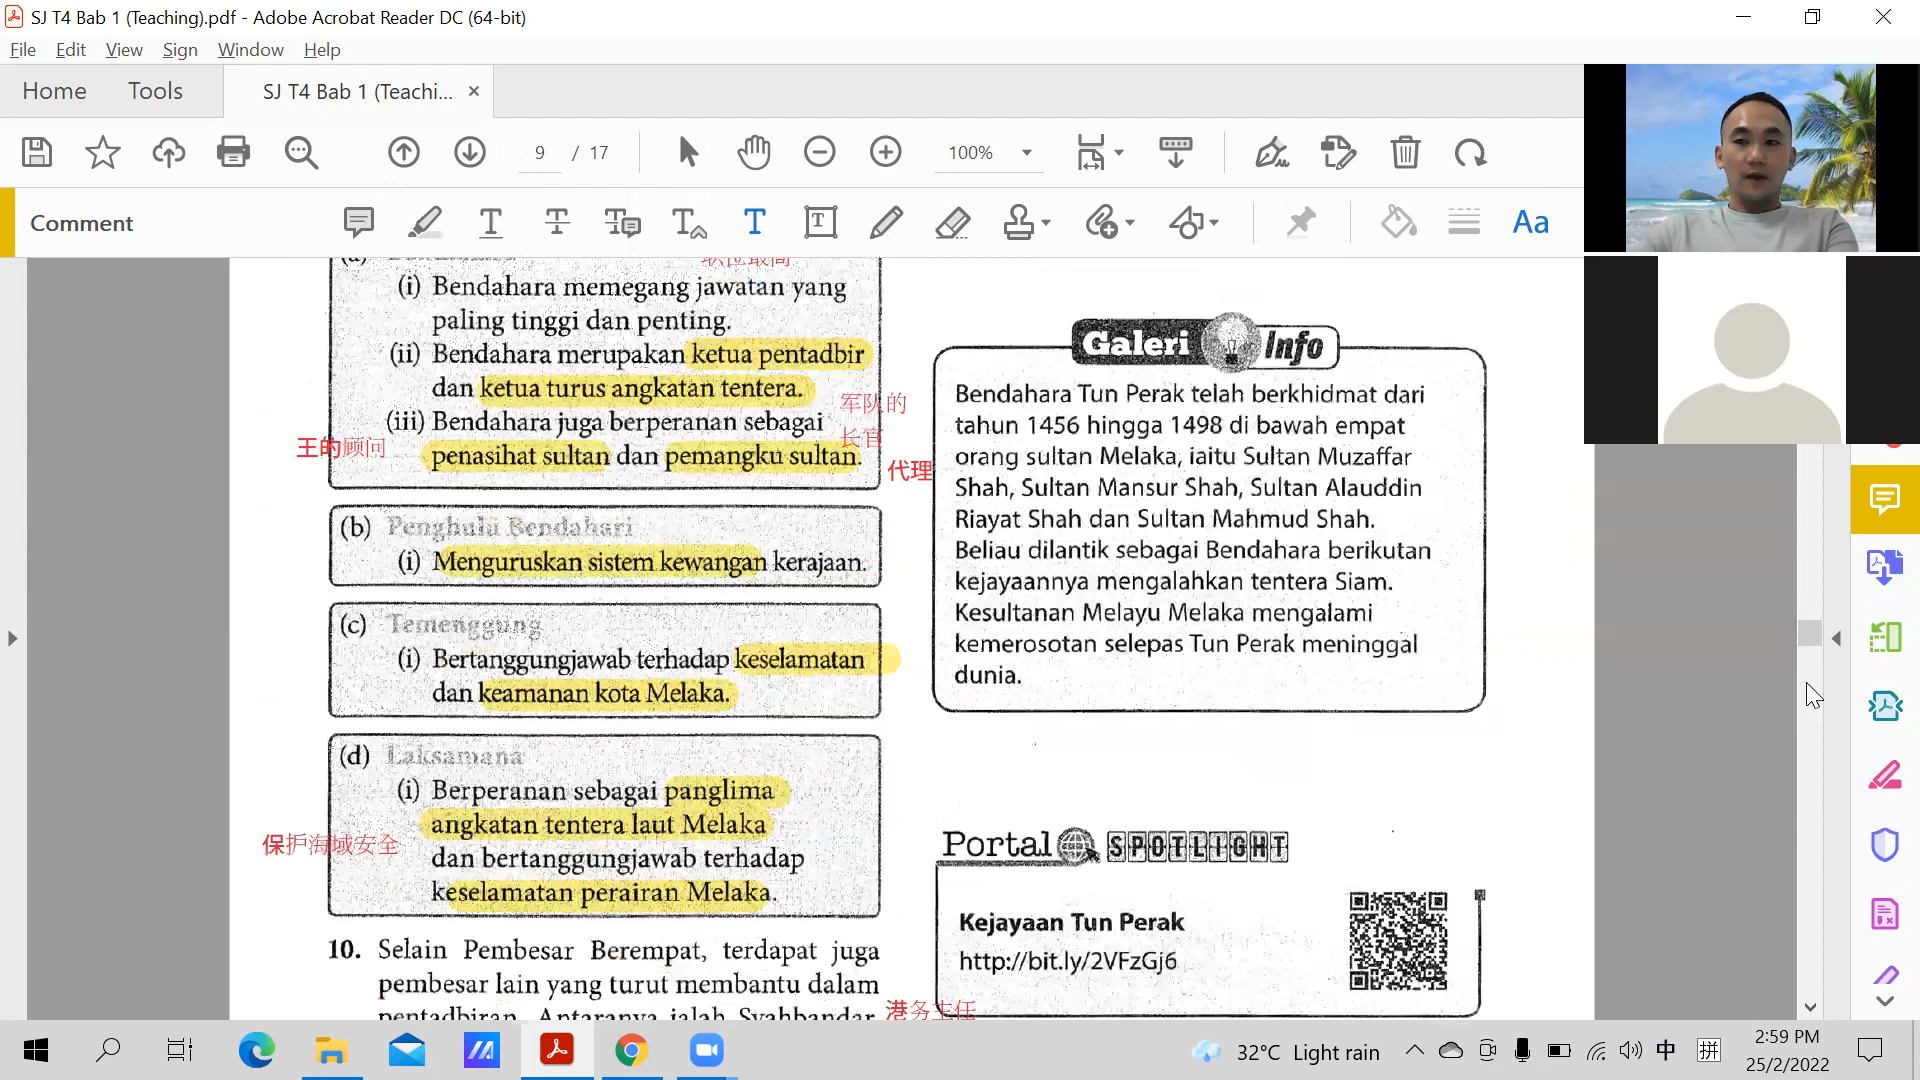 SJ T4 Bab 1 (Teaching).pdf - Adobe Acrobat Reader DC (64-bit)
File Edit View Sign Window Help
Home Tools SJ T4 Bab 1 (Teachi... ×
9 / 17 100%
Comment
Aa
(i) Bendahara memegang jawatan yang
paling tinggi dan penting.
(ii) Bendahara merupakan ketua pentadbir
dan ketua turus angkatan tentera.
军队的
长官
(iii) Bendahara juga berperanan sebagai
penasihat sultan dan pemangku sultan.
王的顾问
代理
(b) Penghulu Bendahari
(i) Menguruskan sistem kewangan kerajaan.
(c) Temenggung
(i) Bertanggungjawab terhadap keselamatan
dan keamanan kota Melaka.
(d) Laksamana
(i) Berperanan sebagai panglima
angkatan tentera laut Melaka
dan bertanggungjawab terhadap
keselamatan perairan Melaka.
保护海域安全
10. Selain Pembesar Berempat, terdapat juga
pembesar lain yang turut membantu dalam
pentadbiran. Antaranya ialah Syahbandar,
港务主任
Galeri Info
Bendahara Tun Perak telah berkhidmat dari
tahun 1456 hingga 1498 di bawah empat
orang sultan Melaka, iaitu Sultan Muzaffar
Shah, Sultan Mansur Shah, Sultan Alauddin
Riayat Shah dan Sultan Mahmud Shah.
Beliau dilantik sebagai Bendahara berikutan
kejayaannya mengalahkan tentera Siam.
Kesultanan Melayu Melaka mengalami
kemerosotan selepas Tun Perak meninggal
dunia.
Portal SPOTLIGHT
Kejayaan Tun Perak
http://bit.ly/2VFzGj6
32°C Light rain
中
拼
2:59 PM
25/2/2022